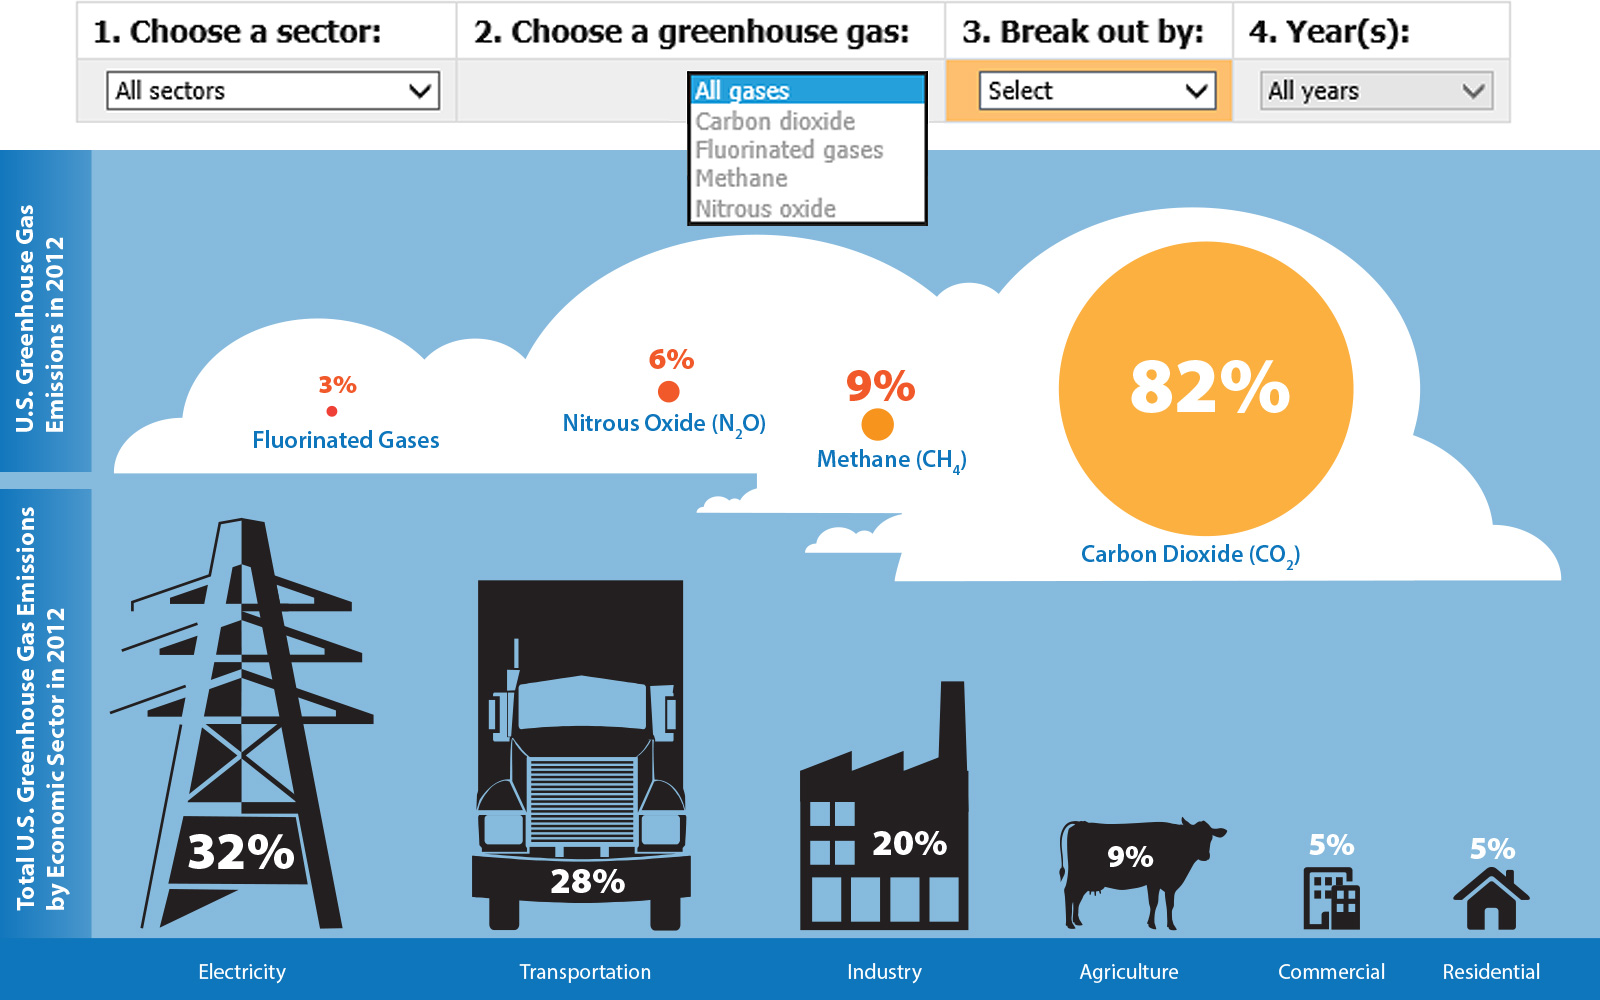 1. Choose a sector:
2. Choose a greenhouse gas:
3. Break out by:
4. Year(s):
All sectors
All gases
Carbon dioxide
Fluorinated gases
Methane
Nitrous oxide
Select
All years
U.S. Greenhouse Gas
Emissions in 2012
3%
Fluorinated Gases
6%
Nitrous Oxide (N₂O)
9%
Methane (CH₄)
82%
Carbon Dioxide (CO₂)
Total U.S. Greenhouse Gas Emissions
by Economic Sector in 2012
32%
28%
20%
9%
5%
5%
Electricity
Transportation
Industry
Agriculture
Commercial
Residential